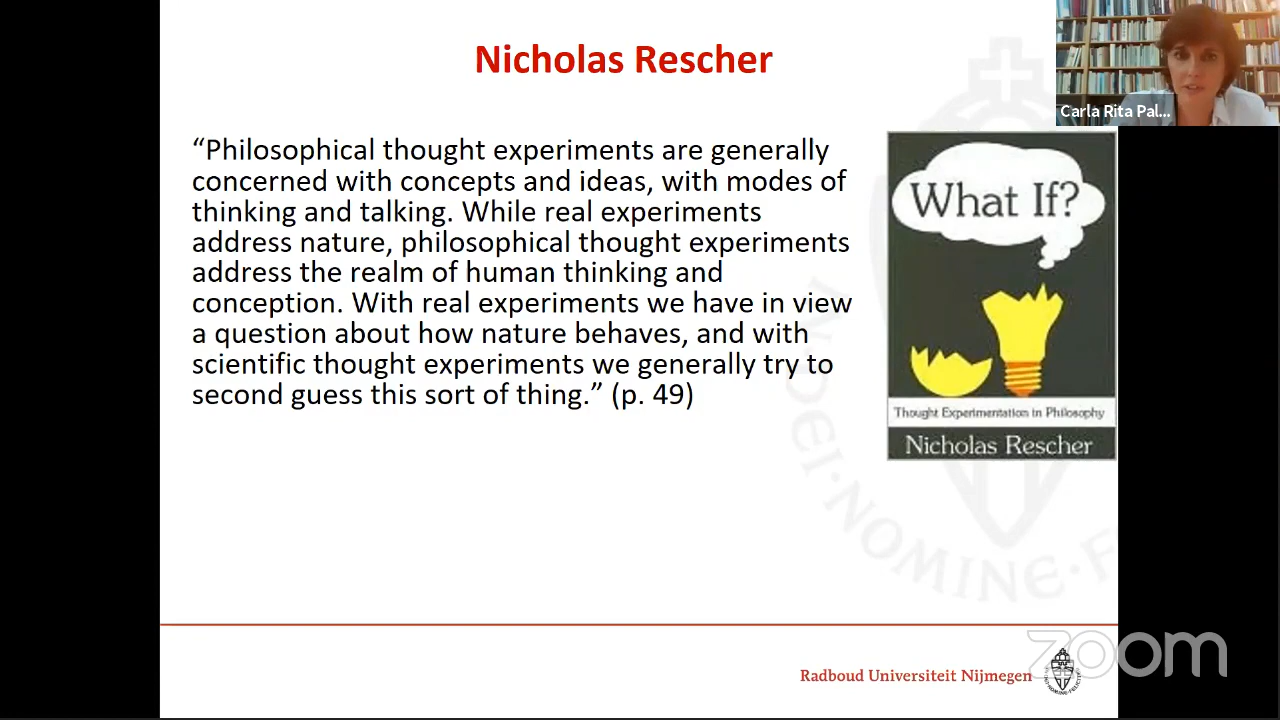 Nicholas Rescher
Carla Rita Pal...
“Philosophical thought experiments are generally
concerned with concepts and ideas, with modes of
thinking and talking. While real experiments
address nature, philosophical thought experiments
address the realm of human thinking and
conception. With real experiments we have in view
a question about how nature behaves, and with
scientific thought experiments we generally try to
second guess this sort of thing.” (p. 49)
What If?
Thought Experimentation in Philosophy
Nicholas Rescher
NOMINE
zoom
Radboud Universiteit Nijmegen